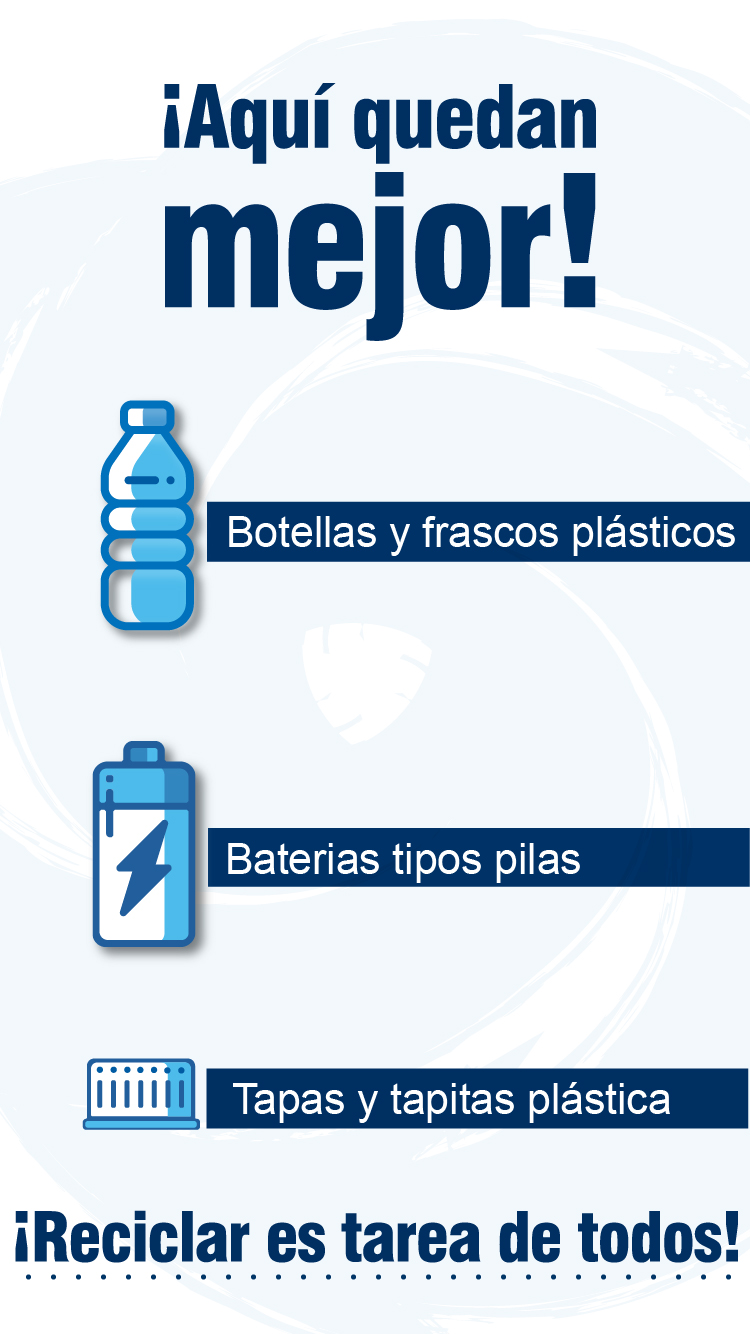 ¡Aquí quedan
mejor!
Botellas y frascos plásticos
Baterias tipos pilas
Tapas y tapitas plástica
¡Reciclar es tarea de todos!